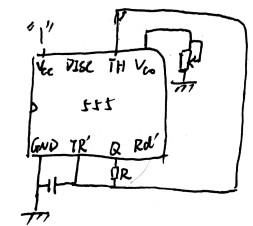 "1"
Vcc DISC TH Vco
555
GND TR' Q Rd'
R